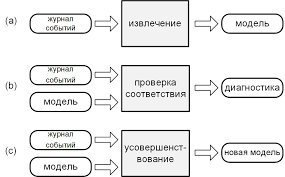 (a)
журнал
событий
извлечение
модель
(b)
журнал
событий
модель
проверка
соответствия
диагностика
(c)
журнал
событий
модель
усовершенст-
вование
новая модель